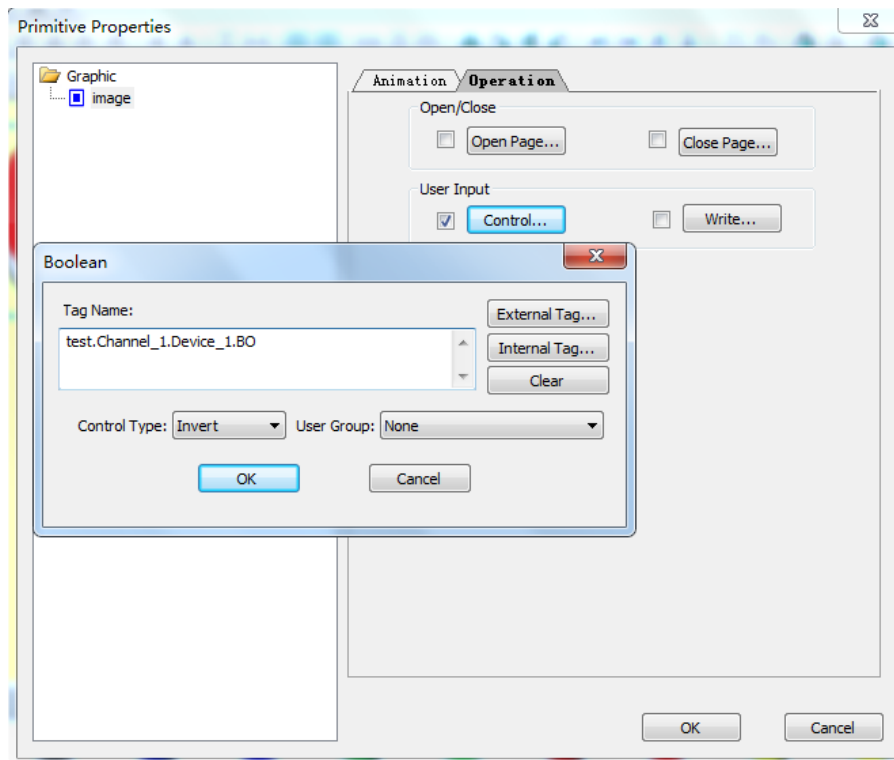 Primitive Properties
Graphic
image
Animation Operation
Open/Close
Open Page... Close Page...
User Input
Control... Write...
Boolean
Tag Name:
External Tag...
test.Channel_1.Device_1.BO
Internal Tag...
Clear
Control Type: Invert User Group: None
OK Cancel
OK Cancel